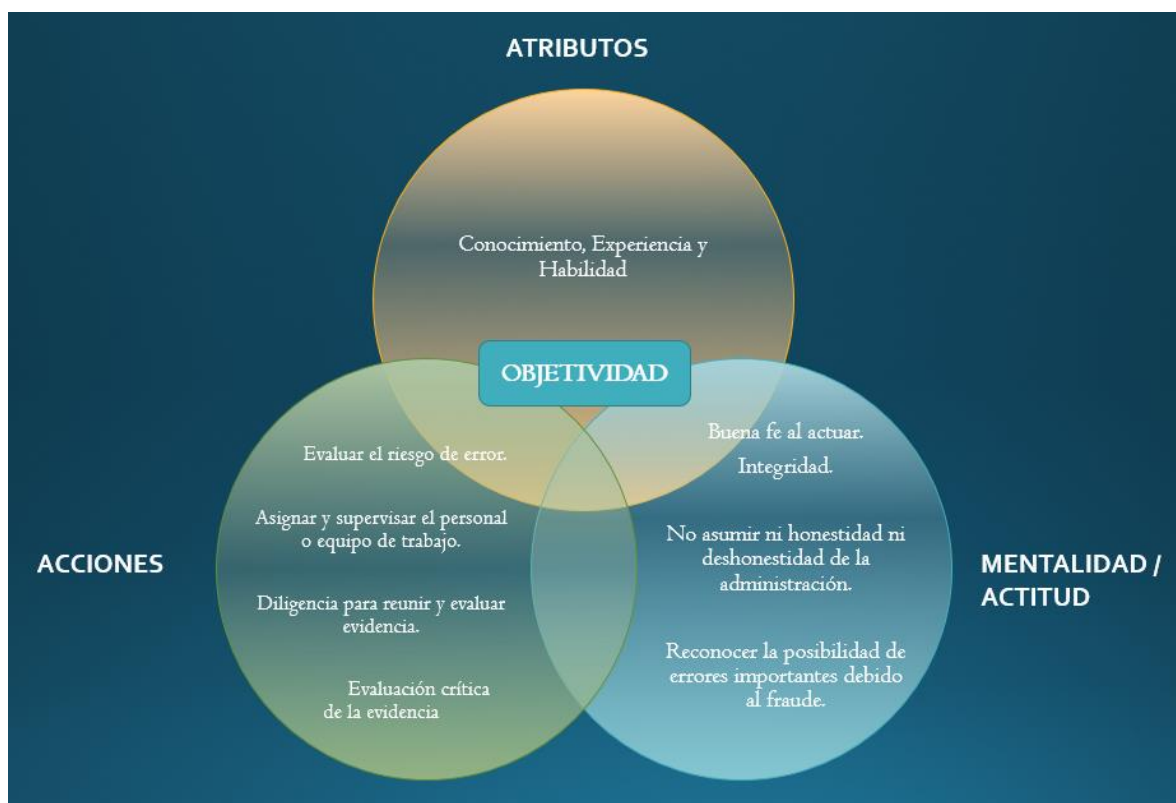 ATRIBUTOS
Conocimiento, Experiencia y
Habilidad
OBJETIVIDAD
Evaluar el riesgo de error.
Asignar y supervisar el personal
o equipo de trabajo.
Diligencia para reunir y evaluar
evidencia.
Evaluación crítica
de la evidencia
ACCIONES
Buena fe al actuar.
Integridad.
No asumir ni honestidad ni
deshonestidad de la
administración.
Reconocer la posibilidad de
errores importantes debido
al fraude.
MENTALIDAD /
ACTITUD